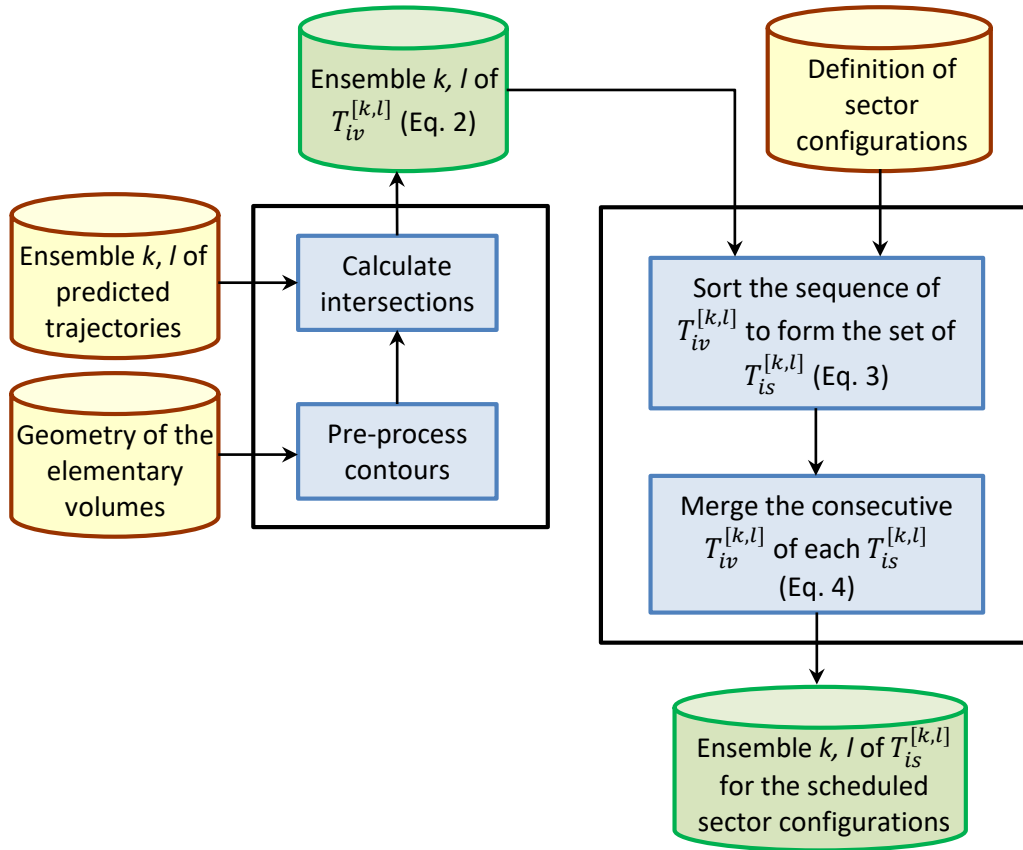 Ensemble k, l of
T_{iv}^{[k,l]} (Eq. 2)
Definition of
sector
configurations
Ensemble k, l of
predicted
trajectories
Calculate
intersections
Geometry of the
elementary
volumes
Pre-process
contours
Sort the sequence of
T_{iv}^{[k,l]} to form the set of
T_{is}^{[k,l]} (Eq. 3)
Merge the consecutive
T_{iv}^{[k,l]} of each T_{is}^{[k,l]}
(Eq. 4)
Ensemble k, l of T_{is}^{[k,l]}
for the scheduled
sector configurations